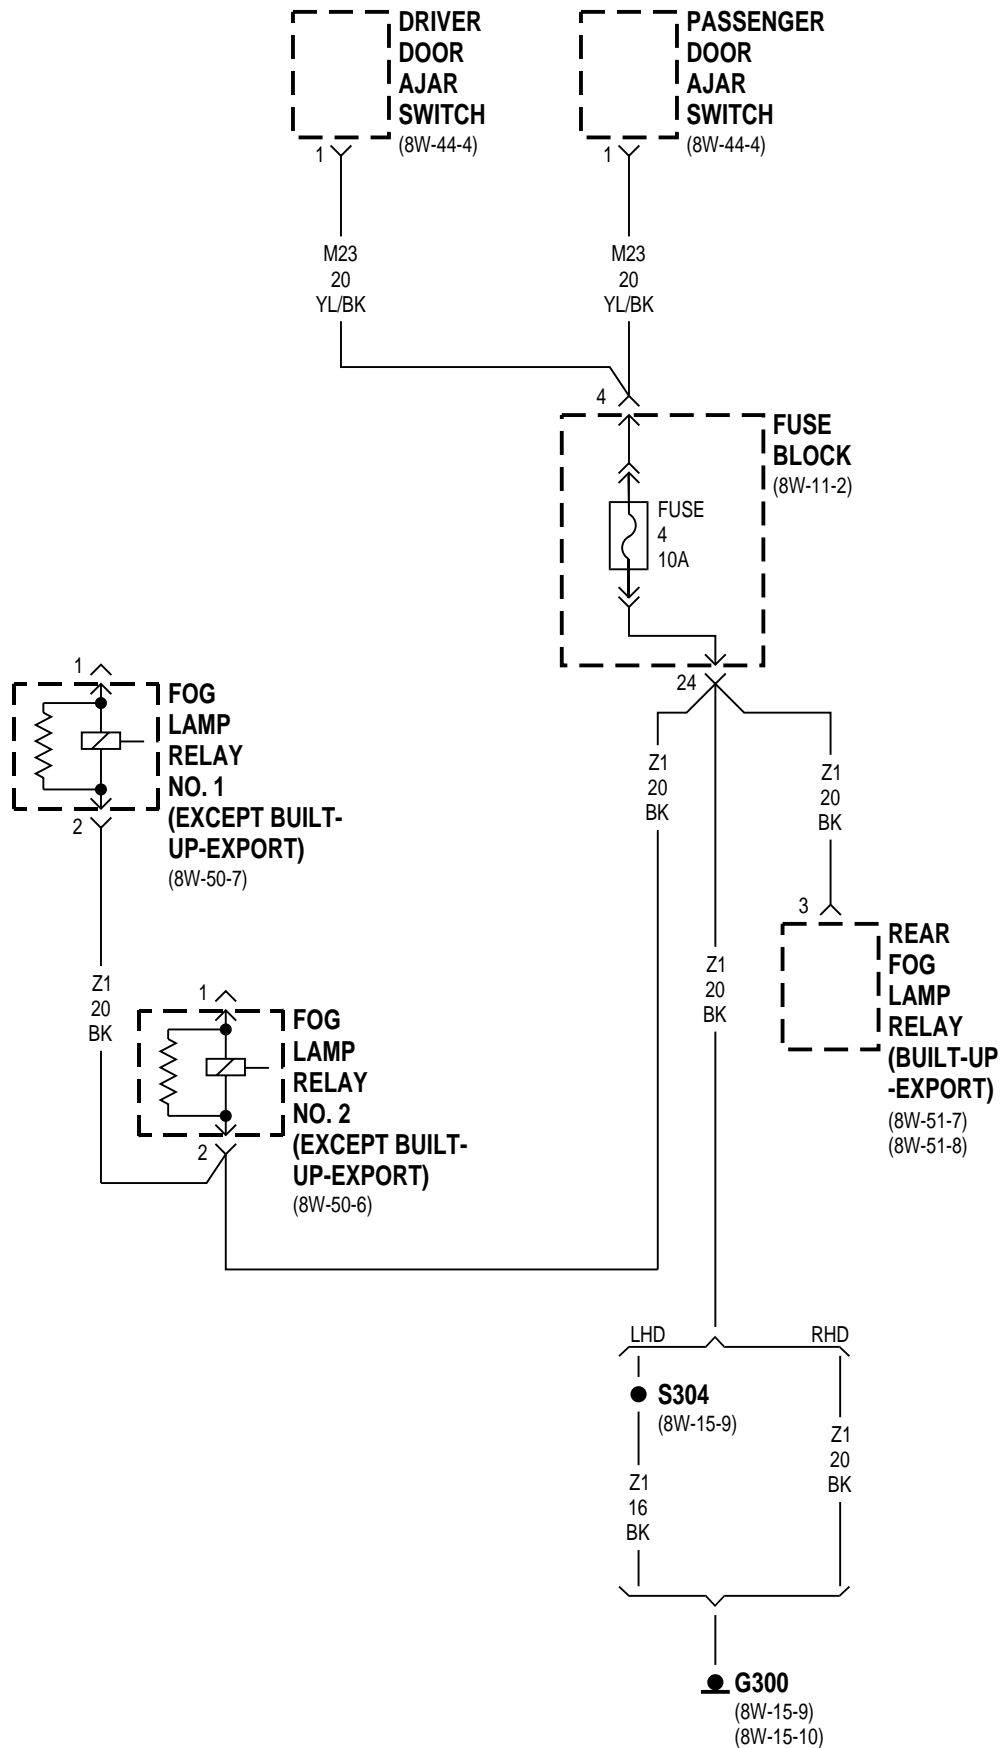 DRIVER
DOOR
AJAR
SWITCH
(8W-44-4)
1
PASSENGER
DOOR
AJAR
SWITCH
(8W-44-4)
1
M23
20
YL/BK
M23
20
YL/BK
4
FUSE
BLOCK
(8W-11-2)
FUSE
4
10A
24
1
FOG
LAMP
RELAY
NO. 1
(EXCEPT BUILT-
UP-EXPORT)
(8W-50-7)
2
Z1
20
BK
Z1
20
BK
3
REAR
FOG
LAMP
RELAY
(BUILT-UP
-EXPORT)
(8W-51-7)
(8W-51-8)
Z1
20
BK
Z1
20
BK
1
FOG
LAMP
RELAY
NO. 2
(EXCEPT BUILT-
UP-EXPORT)
(8W-50-6)
2
LHD
RHD
S304
(8W-15-9)
Z1
16
BK
Z1
20
BK
G300
(8W-15-9)
(8W-15-10)